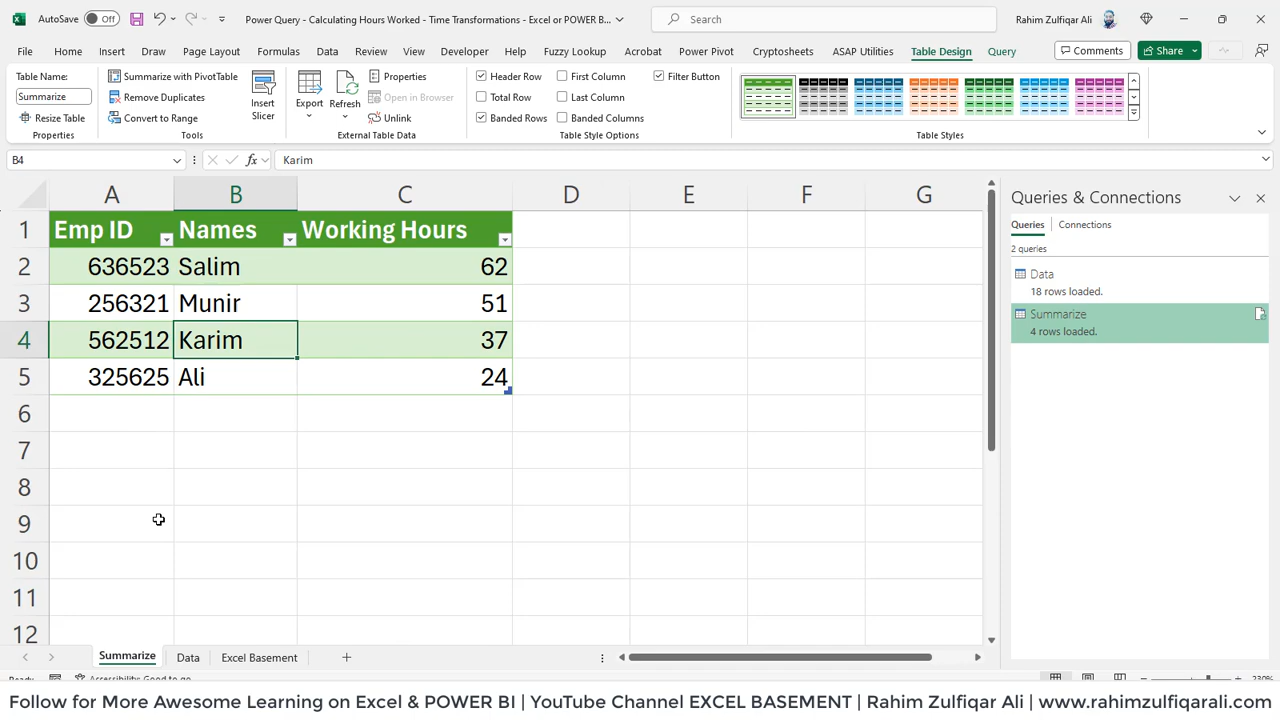 AutoSave Off Power Query - Calculating Hours Worked - Time Transformations - Excel or POWER B... Search Rahim Zulfiqar Ali
File Home Insert Draw Page Layout Formulas Data Review View Developer Help Fuzzy Lookup Acrobat Power Pivot Cryptosheets ASAP Utilities Table Design Query Comments Share
Table Name: Summarize with PivotTable Properties Header Row First Column Filter Button
Summarize Remove Duplicates Insert Slicer Export Refresh Open in Browser Total Row Last Column
Resize Table Convert to Range Unlink Banded Rows Banded Columns
Properties Tools External Table Data Table Style Options Table Styles
B4 fx Karim
A B C D E F G
1 Emp ID Names Working Hours
2 636523 Salim 62
3 256321 Munir 51
4 562512 Karim 37
5 325625 Ali 24
6
7
8
9
10
11
12
Queries & Connections
Queries Connections
2 queries
Data
18 rows loaded.
Summarize
4 rows loaded.
Summarize Data Excel Basement
Ready Accessibility: Good to go 230%
Follow for More Awesome Learning on Excel & POWER BI | YouTube Channel EXCEL BASEMENT | Rahim Zulfiqar Ali | www.rahimzulfiqarali.com